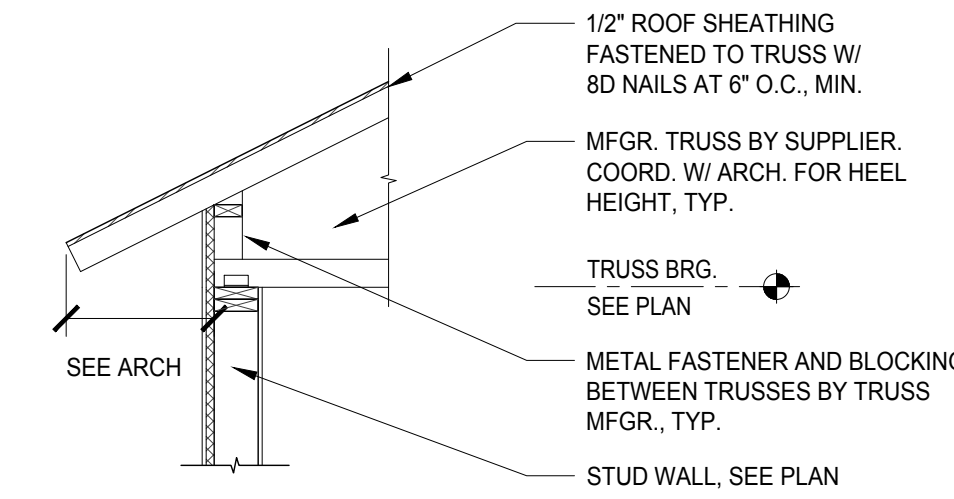 1/2" ROOF SHEATHING
FASTENED TO TRUSS W/
8D NAILS AT 6" O.C., MIN.
MFGR. TRUSS BY SUPPLIER.
COORD. W/ ARCH. FOR HEEL
HEIGHT, TYP.
TRUSS BRG.
SEE PLAN
SEE ARCH
METAL FASTENER AND BLOCKING
BETWEEN TRUSSES BY TRUSS
MFGR., TYP.
STUD WALL, SEE PLAN